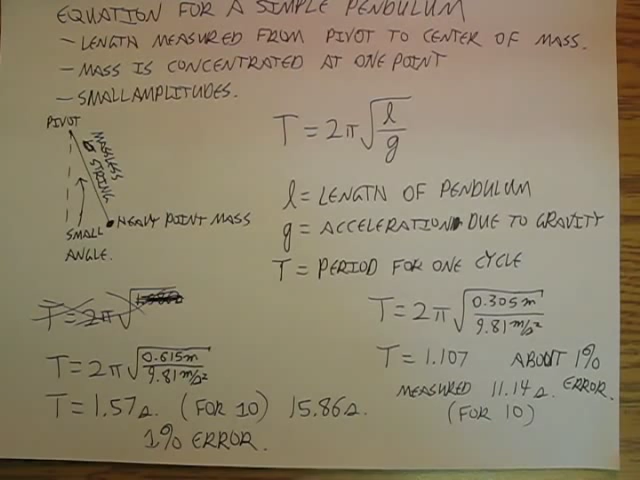 EQUATION FOR A SIMPLE PENDULUM
- LENGTH MEASURED FROM PIVOT TO CENTER OF MASS.
- MASS IS CONCENTRATED AT ONE POINT
- SMALL AMPLITUDES.
PIVOT
MASSLESS
STRING
HEAVY POINT MASS
SMALL
ANGLE.
T = 2π√(l/g)
l = LENGTH OF PENDULUM
g = ACCELERATION DUE TO GRAVITY
T = PERIOD FOR ONE CYCLE
T = 2π√
T = 2π√(0.615m/9.81m/s²)
T = 1.57s. (FOR 10) 15.86s.
1% ERROR.
T = 2π√(0.305m/9.81m/s²)
T = 1.107 ABOUT 1%
MEASURED 11.14s. ERROR.
(FOR 10)